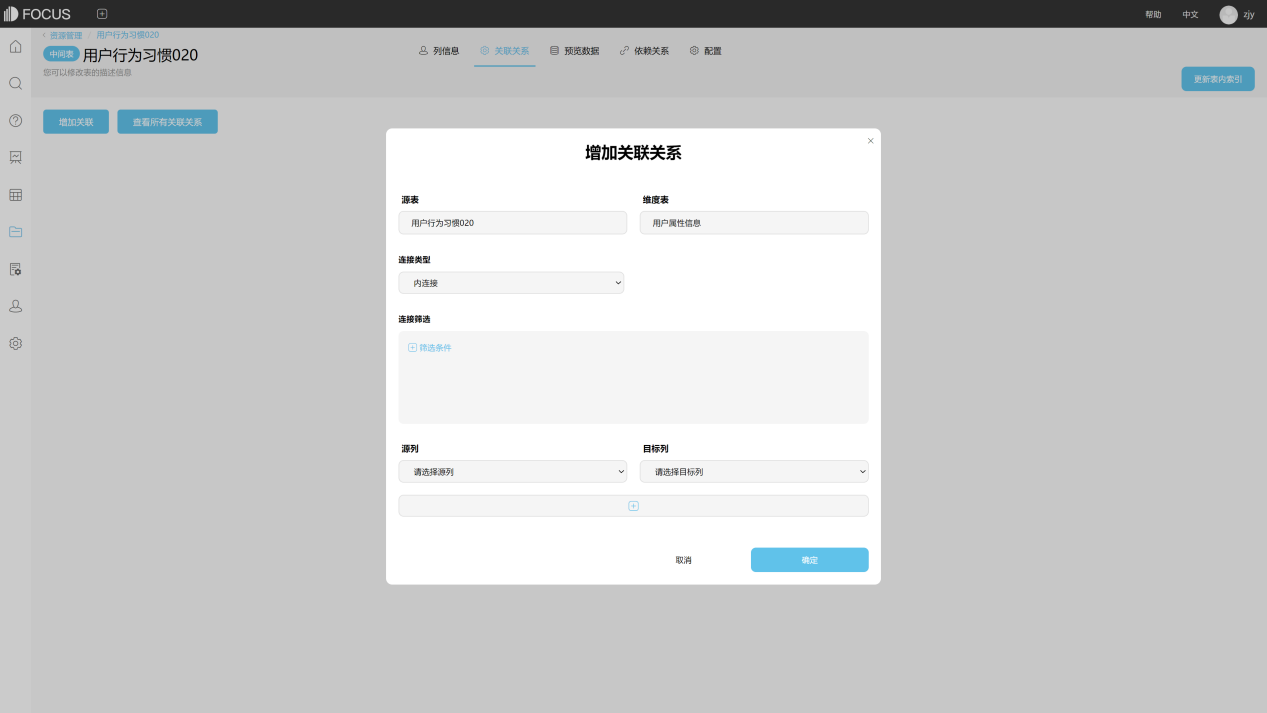 FOCUS
帮助
中文
zjy
资源管理 / 用户行为习惯020
中间表 用户行为习惯020
您可以修改表的描述信息
列信息
关联关系
预览数据
依赖关系
配置
更新表内索引
增加关联
查看所有关联关系
增加关联关系
源表
维度表
用户行为习惯020
用户属性信息
连接类型
内连接
连接筛选
筛选条件
源列
目标列
请选择源列
请选择目标列
取消
确定